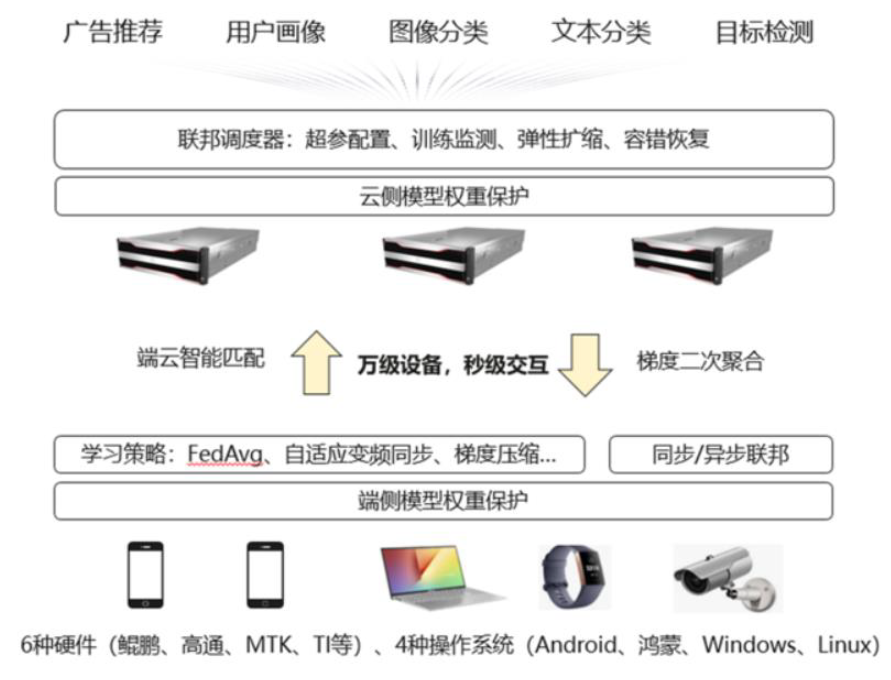 广告推荐 用户画像 图像分类 文本分类 目标检测
联邦调度器：超参配置、训练监测、弹性扩缩、容错恢复
云侧模型权重保护
端云智能匹配 万级设备，秒级交互 梯度二次聚合
学习策略：FedAvg、自适应变频同步、梯度压缩... 同步/异步联邦
端侧模型权重保护
6种硬件（鲲鹏、高通、MTK、TI等）、4种操作系统（Android、鸿蒙、Windows、Linux）